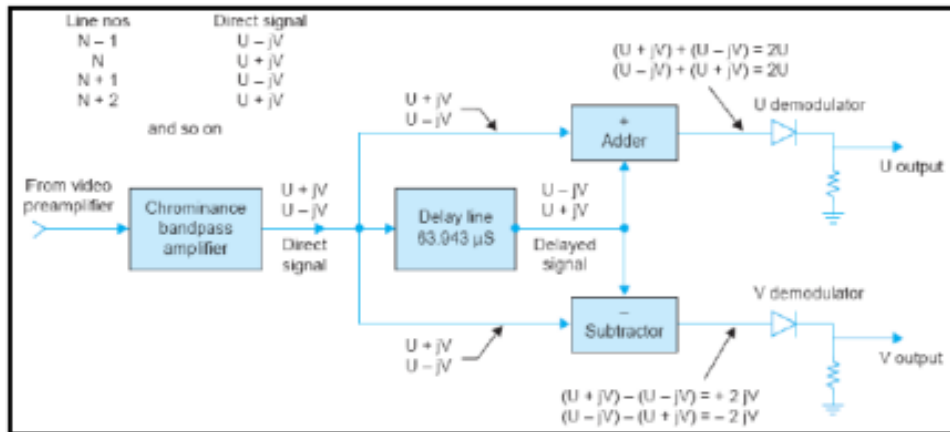 Line nos Direct signal
N – 1 U – jV
N U + jV
N + 1 U – jV
N + 2 U + jV
and so on
(U + jV) + (U – jV) = 2U
(U – jV) + (U + jV) = 2U
U + jV
U – jV
+
Adder
U demodulator
U output
From video
preamplifier
Chrominance
bandpass
amplifier
U + jV
U – jV
Direct
signal
Delay line
63.943 µS
U – jV
U + jV
Delayed
signal
–
Subtractor
V demodulator
V output
U + jV
U – jV
(U + jV) – (U – jV) = + 2 jV
(U – jV) – (U + jV) = – 2 jV